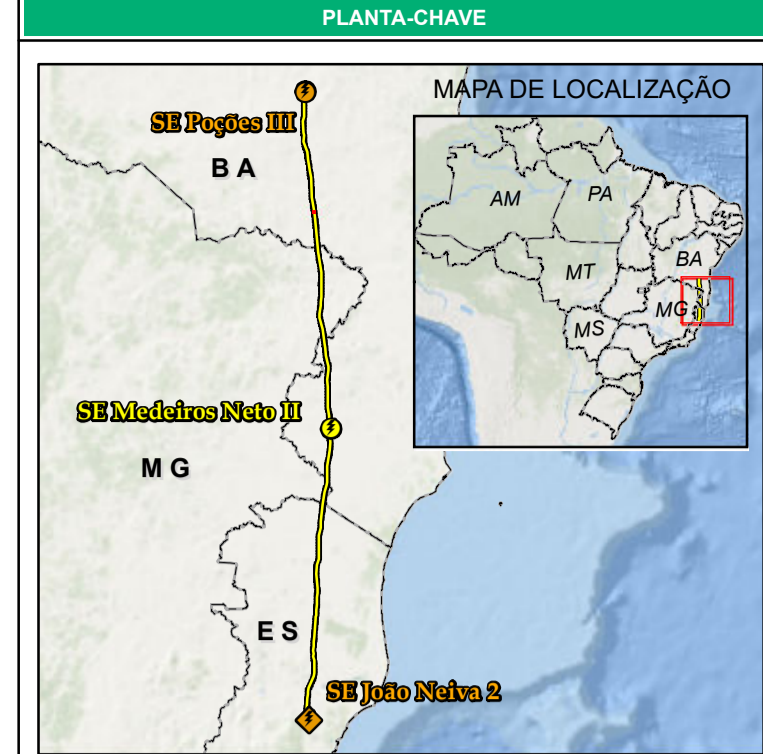 PLANTA-CHAVE
MAPA DE LOCALIZAÇÃO
SE Poções III
B A
AM
PA
BA
MT
MG
MS
SE Medeiros Neto II
M G
E S
SE João Neiva 2